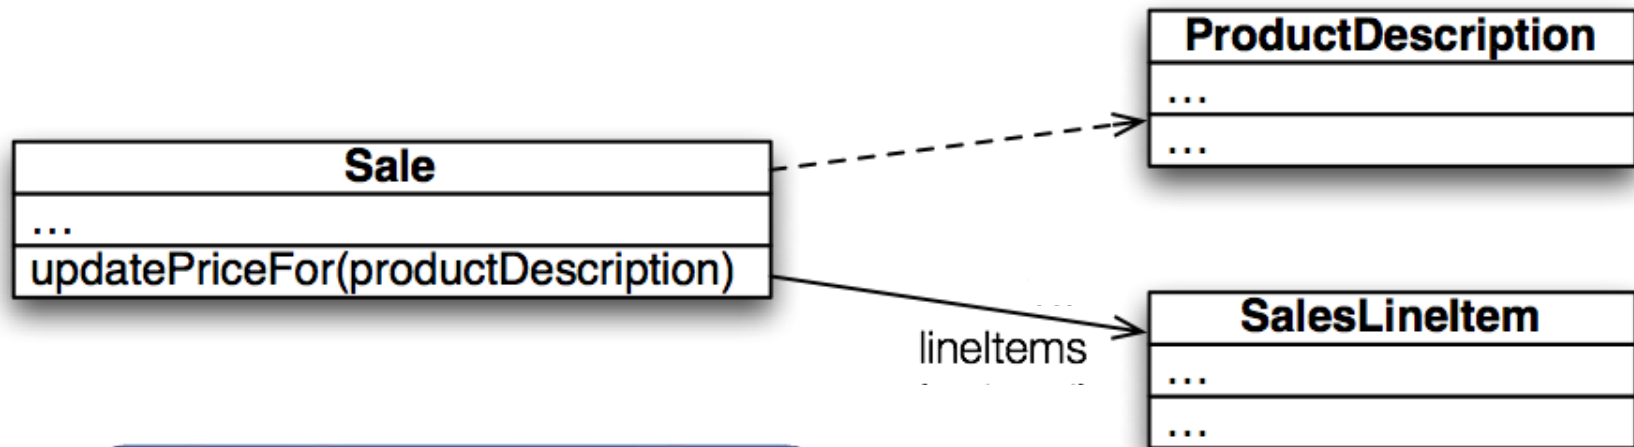 ProductDescription
...
...
Sale
...
updatePriceFor(productDescription)
lineItems
SalesLineItem
...
...